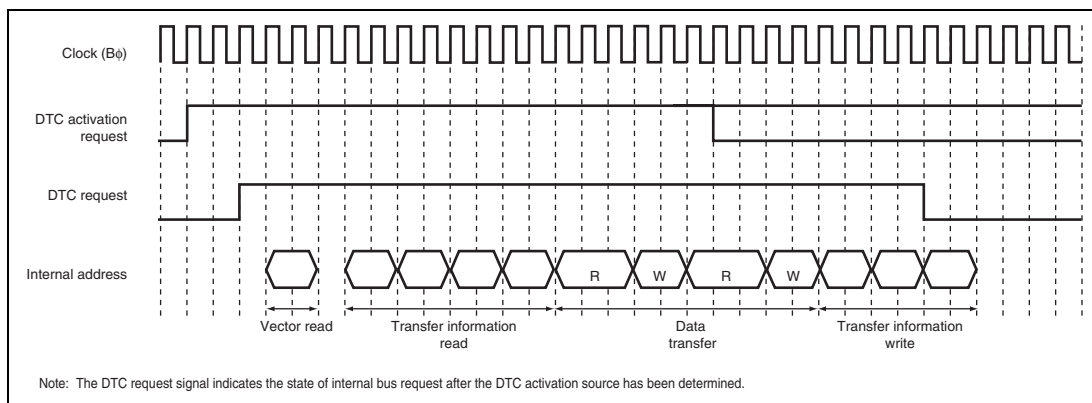 Clock (Bϕ)
DTC activation
request
DTC request
Internal address
R
W
R
W
Vector read
Transfer information
read
Data
transfer
Transfer information
write
Note: The DTC request signal indicates the state of internal bus request after the DTC activation source has been determined.